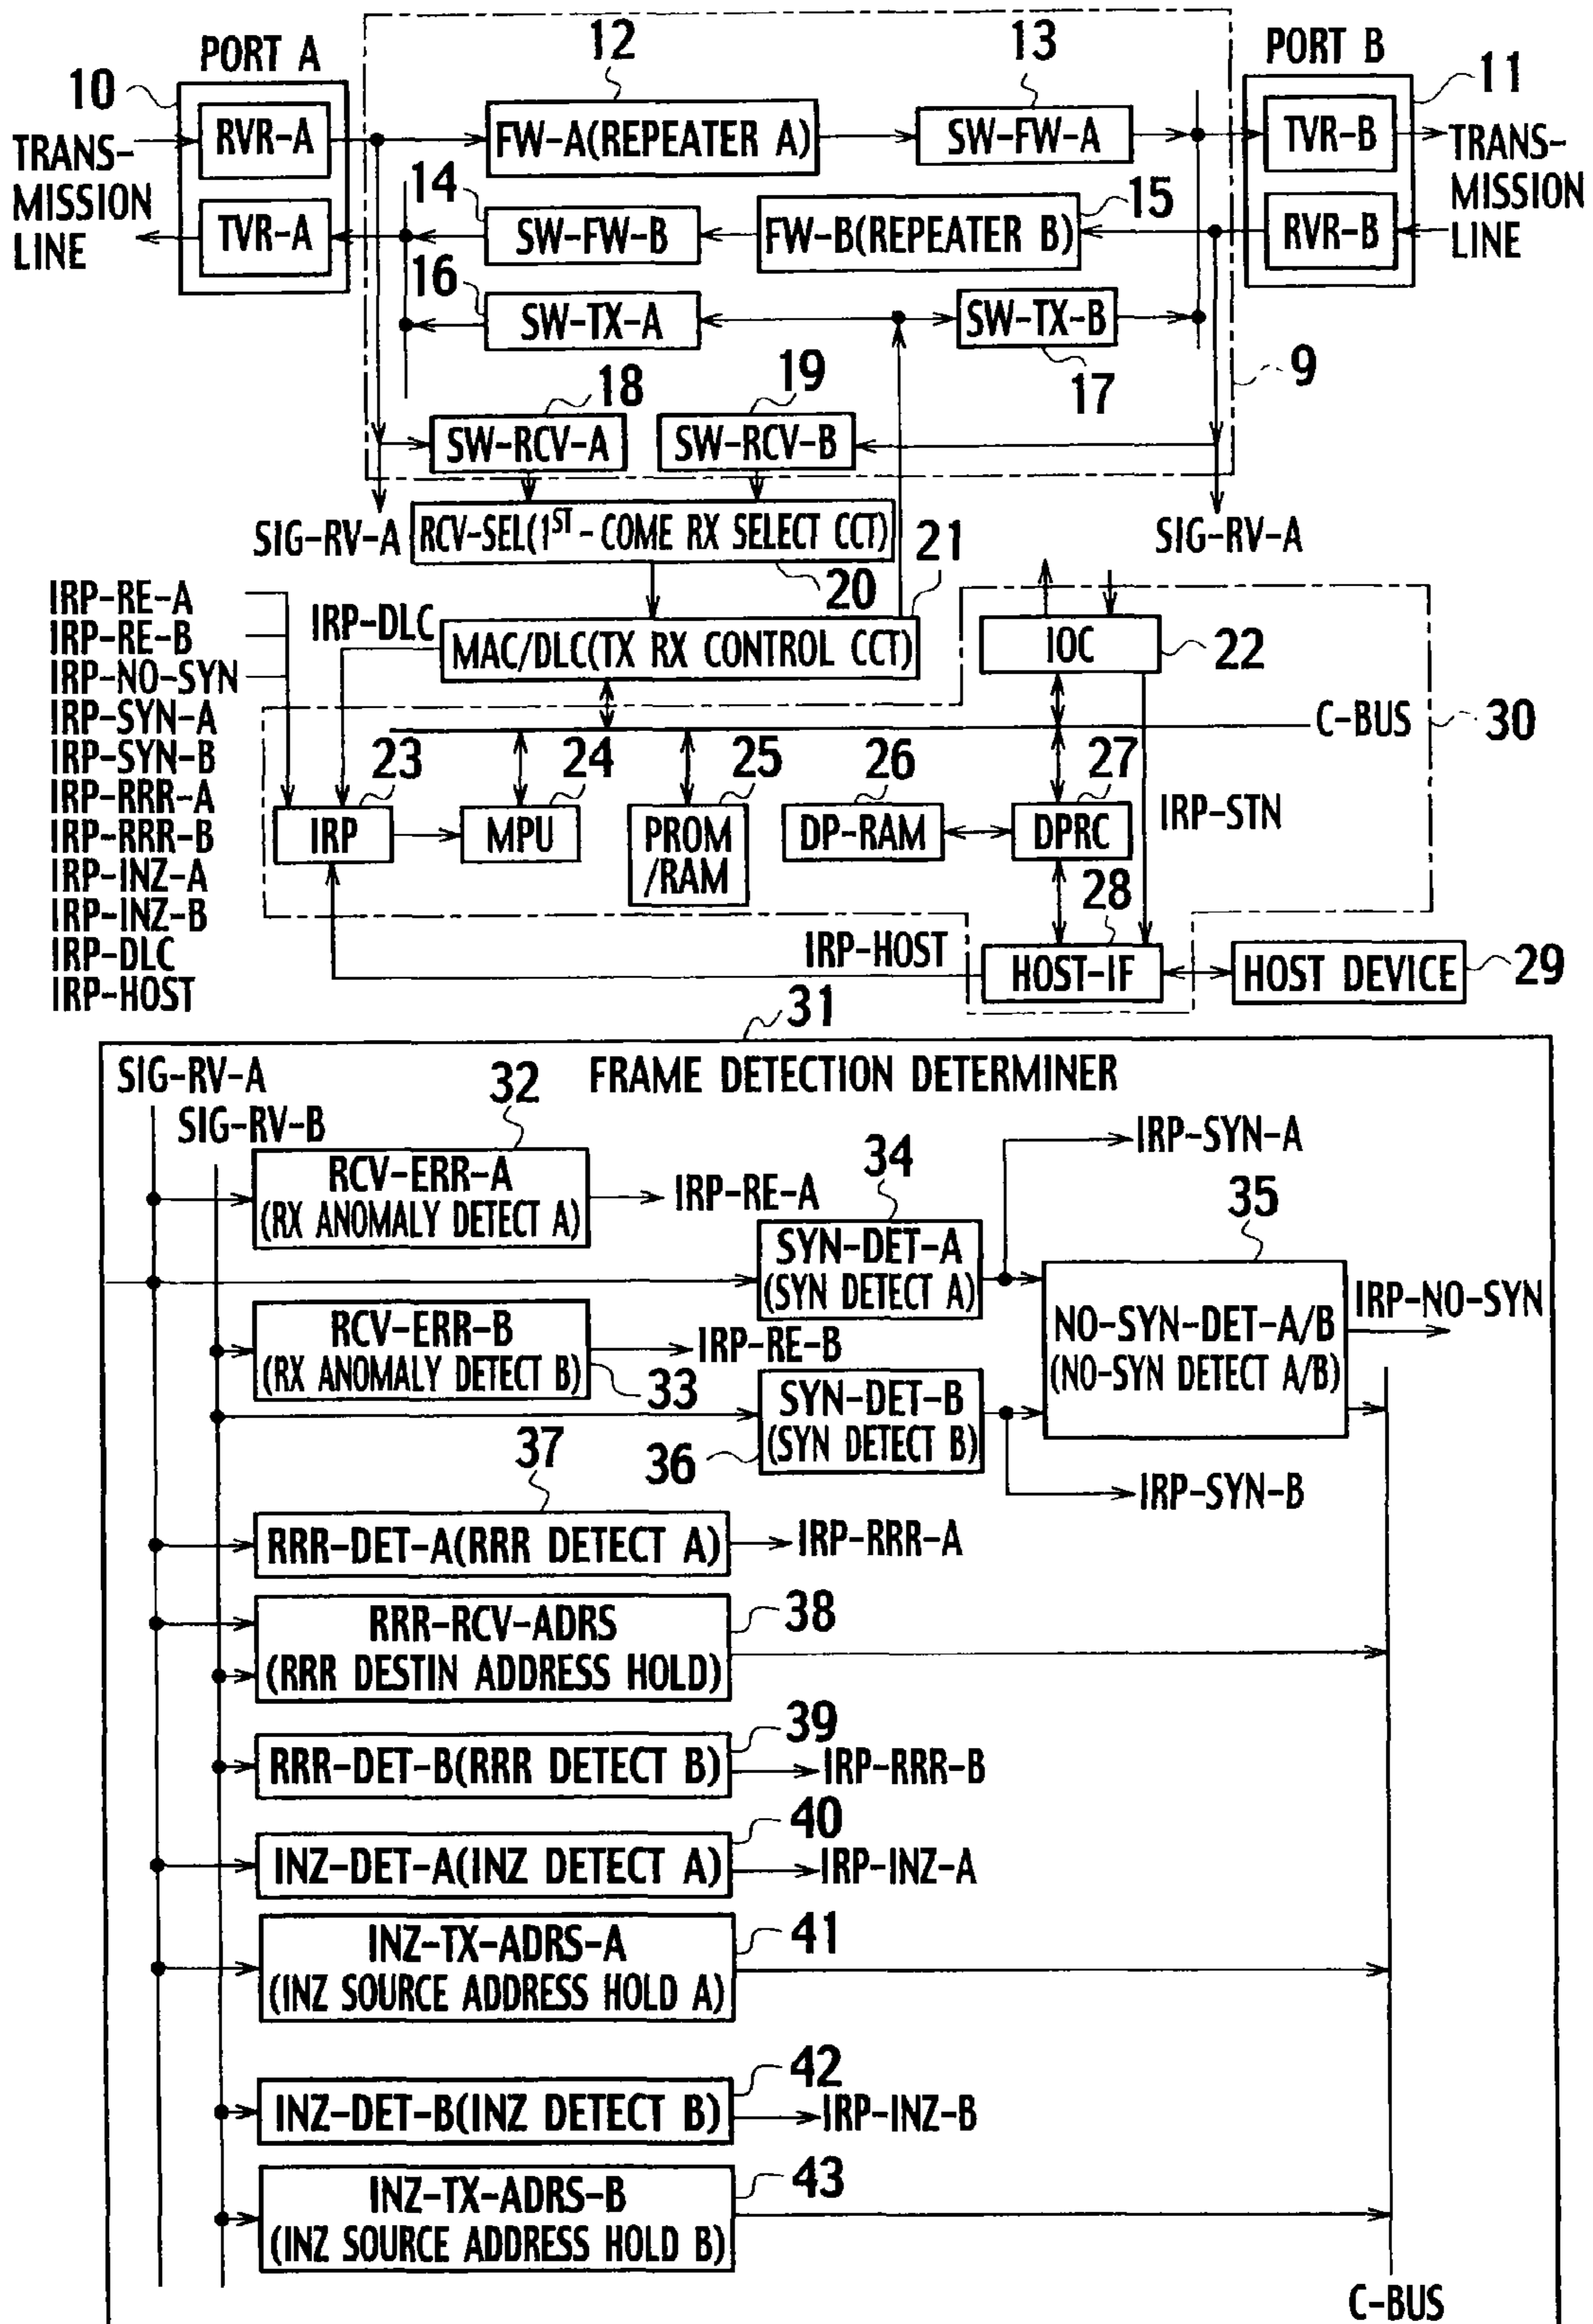 PORT A
12
13
PORT B
10
11
RVR-A
FW-A(REPEATER A)
SW-FW-A
TVR-B
TRANS-
MISSION
LINE
TRANS-
MISSION
LINE
14
15
TVR-A
SW-FW-B
FW-B(REPEATER B)
RVR-B
16
SW-TX-A
SW-TX-B
17
9
18
19
SW-RCV-A
SW-RCV-B
SIG-RV-A
RCV-SEL(1ST-COME RX SELECT CCT)
21
SIG-RV-A
20
IRP-RE-A
IRP-RE-B
IRP-NO-SYN
IRP-SYN-A
IRP-SYN-B
IRP-RRR-A
IRP-RRR-B
IRP-INZ-A
IRP-INZ-B
IRP-DLC
IRP-HOST
IRP-DLC
MAC/DLC(TX RX CONTROL CCT)
IOC
22
C-BUS
30
23
24
25
26
27
IRP
MPU
PROM
/RAM
DP-RAM
DPRC
IRP-STN
28
IRP-HOST
HOST-IF
HOST DEVICE
29
31
SIG-RV-A
FRAME DETECTION DETERMINER
SIG-RV-B
32
RCV-ERR-A
(RX ANOMALY DETECT A)
IRP-RE-A
34
IRP-SYN-A
35
SYN-DET-A
(SYN DETECT A)
RCV-ERR-B
(RX ANOMALY DETECT B)
IRP-RE-B
33
NO-SYN-DET-A/B
(NO-SYN DETECT A/B)
IRP-NO-SYN
SYN-DET-B
(SYN DETECT B)
36
IRP-SYN-B
37
RRR-DET-A(RRR DETECT A)
IRP-RRR-A
RRR-RCV-ADRS
(RRR DESTIN ADDRESS HOLD)
38
39
RRR-DET-B(RRR DETECT B)
IRP-RRR-B
40
INZ-DET-A(INZ DETECT A)
IRP-INZ-A
INZ-TX-ADRS-A
(INZ SOURCE ADDRESS HOLD A)
41
42
INZ-DET-B(INZ DETECT B)
IRP-INZ-B
INZ-TX-ADRS-B
(INZ SOURCE ADDRESS HOLD B)
43
C-BUS